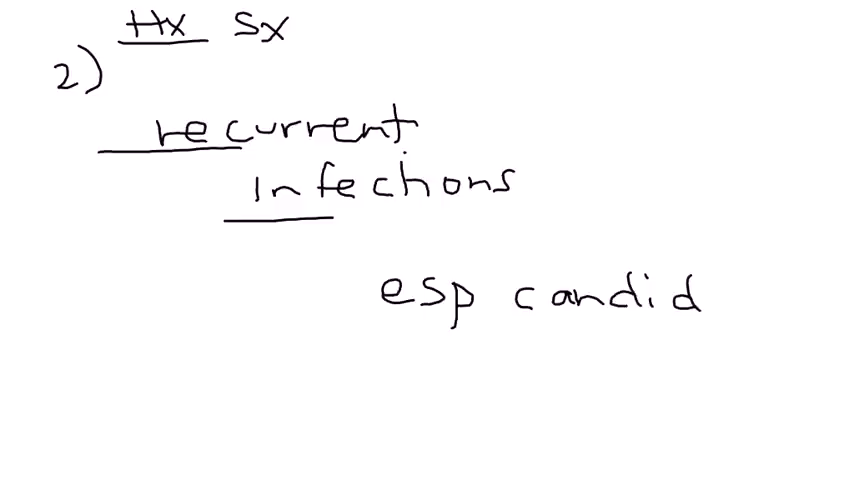 Hx Sx
2)
recurrent
infections
esp candid